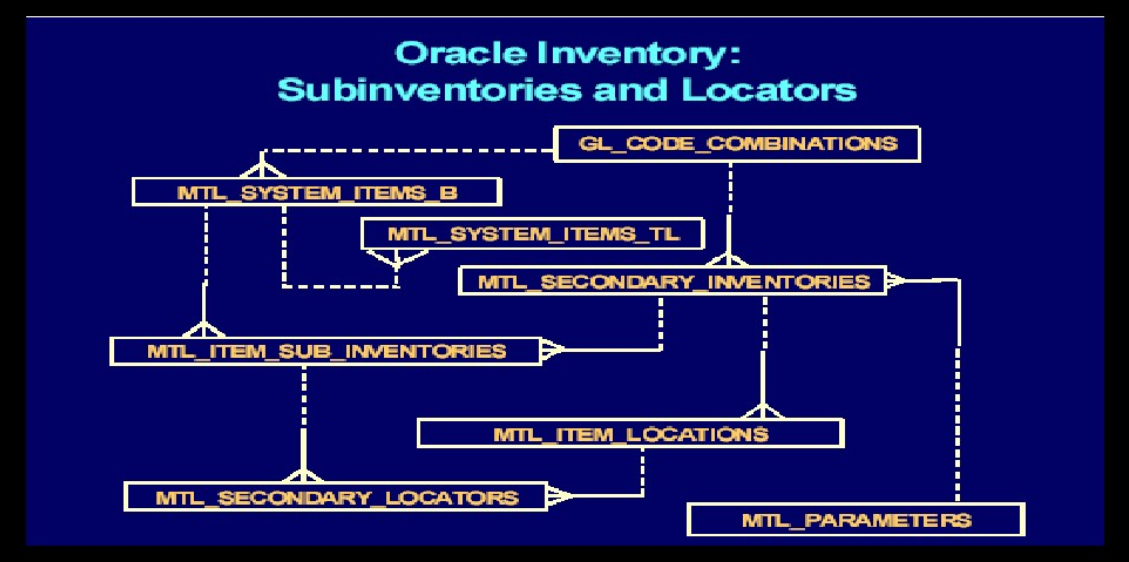 Oracle Inventory:
Subinventories and Locators
GL_CODE_COMBINATIONS
MTL_SYSTEM_ITEMS_B
MTL_SYSTEM_ITEMS_TL
MTL_SECONDARY_INVENTORIES
MTL_ITEM_SUB_INVENTORIES
MTL_ITEM_LOCATIONS
MTL_SECONDARY_LOCATORS
MTL_PARAMETERS